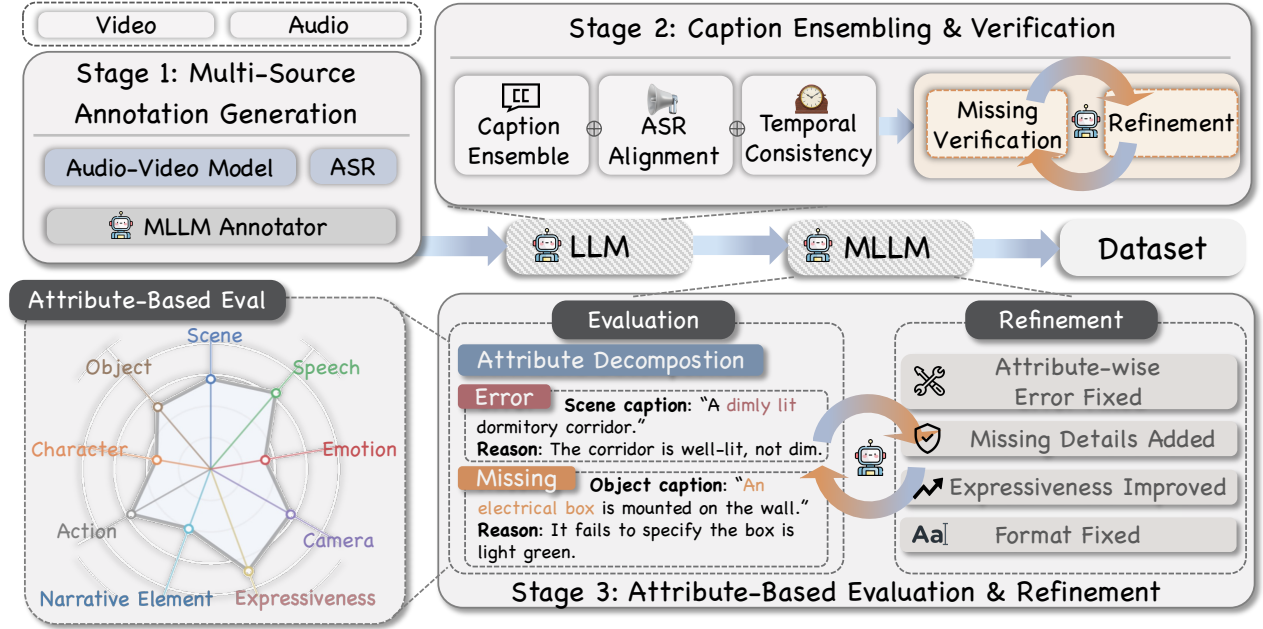 Video
Audio
Stage 1: Multi-Source
Annotation Generation
Audio-Video Model
ASR
MLLM Annotator
Stage 2: Caption Ensembling & Verification
CC
Caption
Ensemble
⊕
ASR
Alignment
⊕
Temporal
Consistency
Missing
Verification
Refinement
LLM
MLLM
Dataset
Attribute-Based Eval
Scene
Object
Speech
Character
Emotion
Action
Camera
Narrative Element
Expressiveness
Evaluation
Attribute Decompostion
Error
Scene caption: “A dimly lit
dormitory corridor.”
Reason: The corridor is well-lit, not dim.
Missing
Object caption: “An
electrical box is mounted on the wall.”
Reason: It fails to specify the box is
light green.
Refinement
Attribute-wise
Error Fixed
Missing Details Added
Expressiveness Improved
Aa
Format Fixed
Stage 3: Attribute-Based Evaluation & Refinement